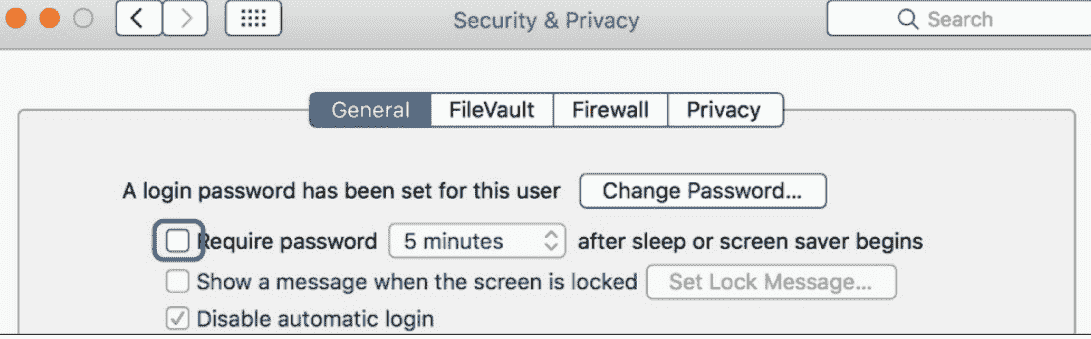 Security & Privacy
Search
General FileVault Firewall Privacy
A login password has been set for this user Change Password...
Require password 5 minutes after sleep or screen saver begins
Show a message when the screen is locked Set Lock Message...
Disable automatic login